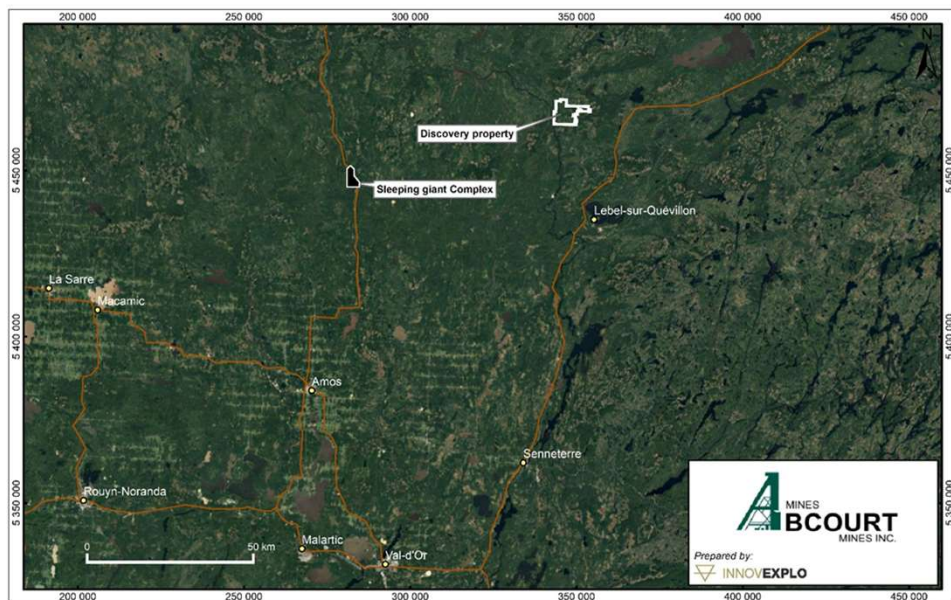 200 000 250 000 300 000 350 000 400 000 450 000
N
Discovery property
5 450 000
5 450 000
Sleeping giant Complex
Lebel-sur-Quévillon
La Sarre
Macamic
5 400 000
5 400 000
Amos
Senneterre
Rouyn-Noranda
5 350 000
5 350 000
Malartic
Val-d'Or
0 50 km
MINES
ABCOURT
MINES INC.
Prepared by:
INNOVEXPLO
200 000 250 000 300 000 350 000 400 000 450 000